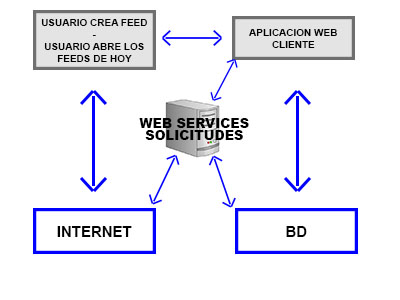 USUARIO CREA FEED
-
USUARIO ABRE LOS
FEEDS DE HOY
APLICACION WEB
CLIENTE
WEB SERVICES
SOLICITUDES
INTERNET
BD